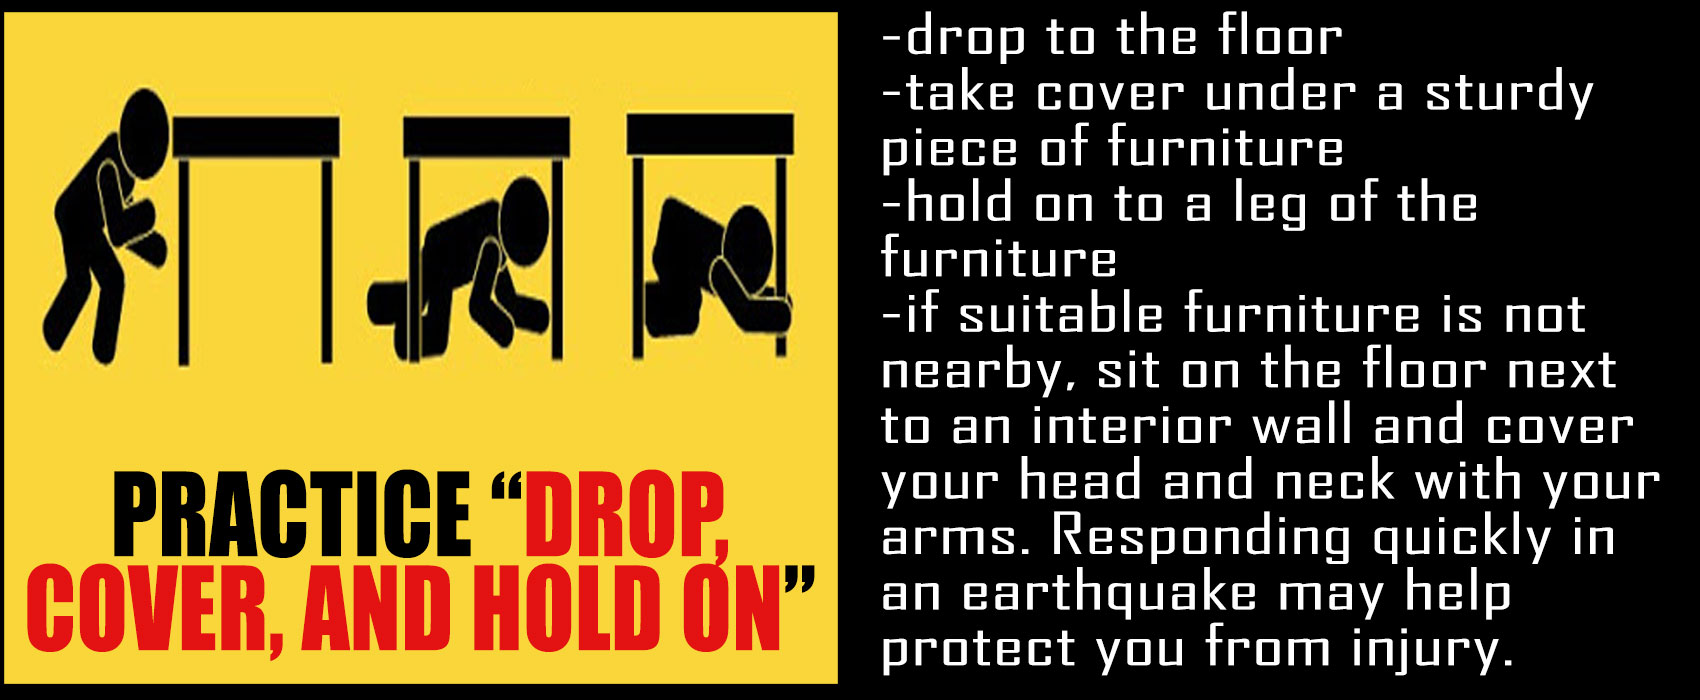 PRACTICE “DROP,
COVER, AND HOLD ON”
-drop to the floor
-take cover under a sturdy
piece of furniture
-hold on to a leg of the
furniture
-if suitable furniture is not
nearby, sit on the floor next
to an interior wall and cover
your head and neck with your
arms. Responding quickly in
an earthquake may help
protect you from injury.